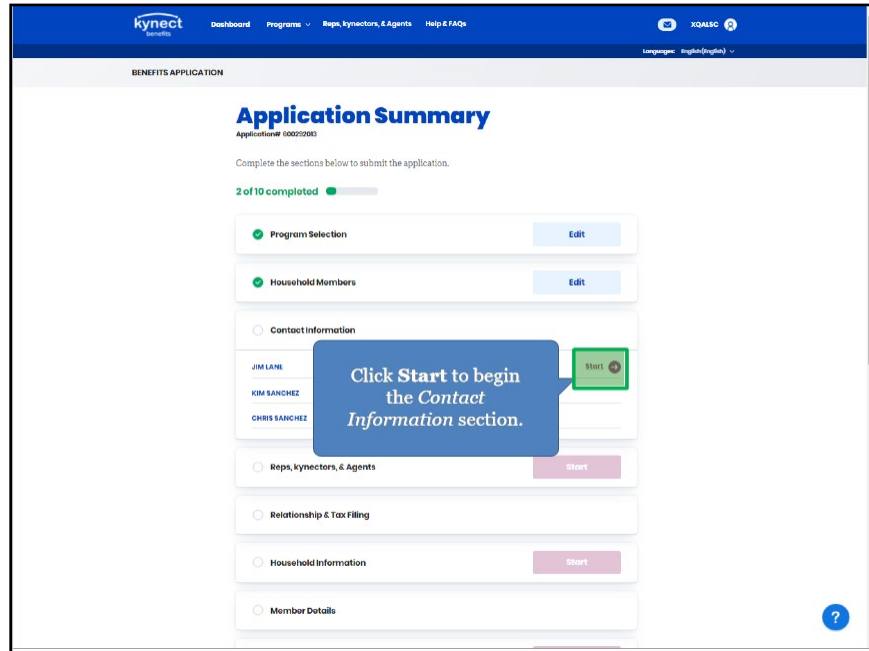 kynect
benefits
Dashboard Programs Reps, kynectors, & Agents Help & FAQs
XQALSC
Languages: English (English)
BENEFITS APPLICATION
Application Summary
Application# 600292013
Complete the sections below to submit the application.
2 of 10 completed
Program Selection Edit
Household Members Edit
Contact Information
JIM LANE Start
KIM SANCHEZ
CHRIS SANCHEZ
Click Start to begin
the Contact
Information section.
Reps, kynectors, & Agents Start
Relationship & Tax Filing
Household Information Start
Member Details
?